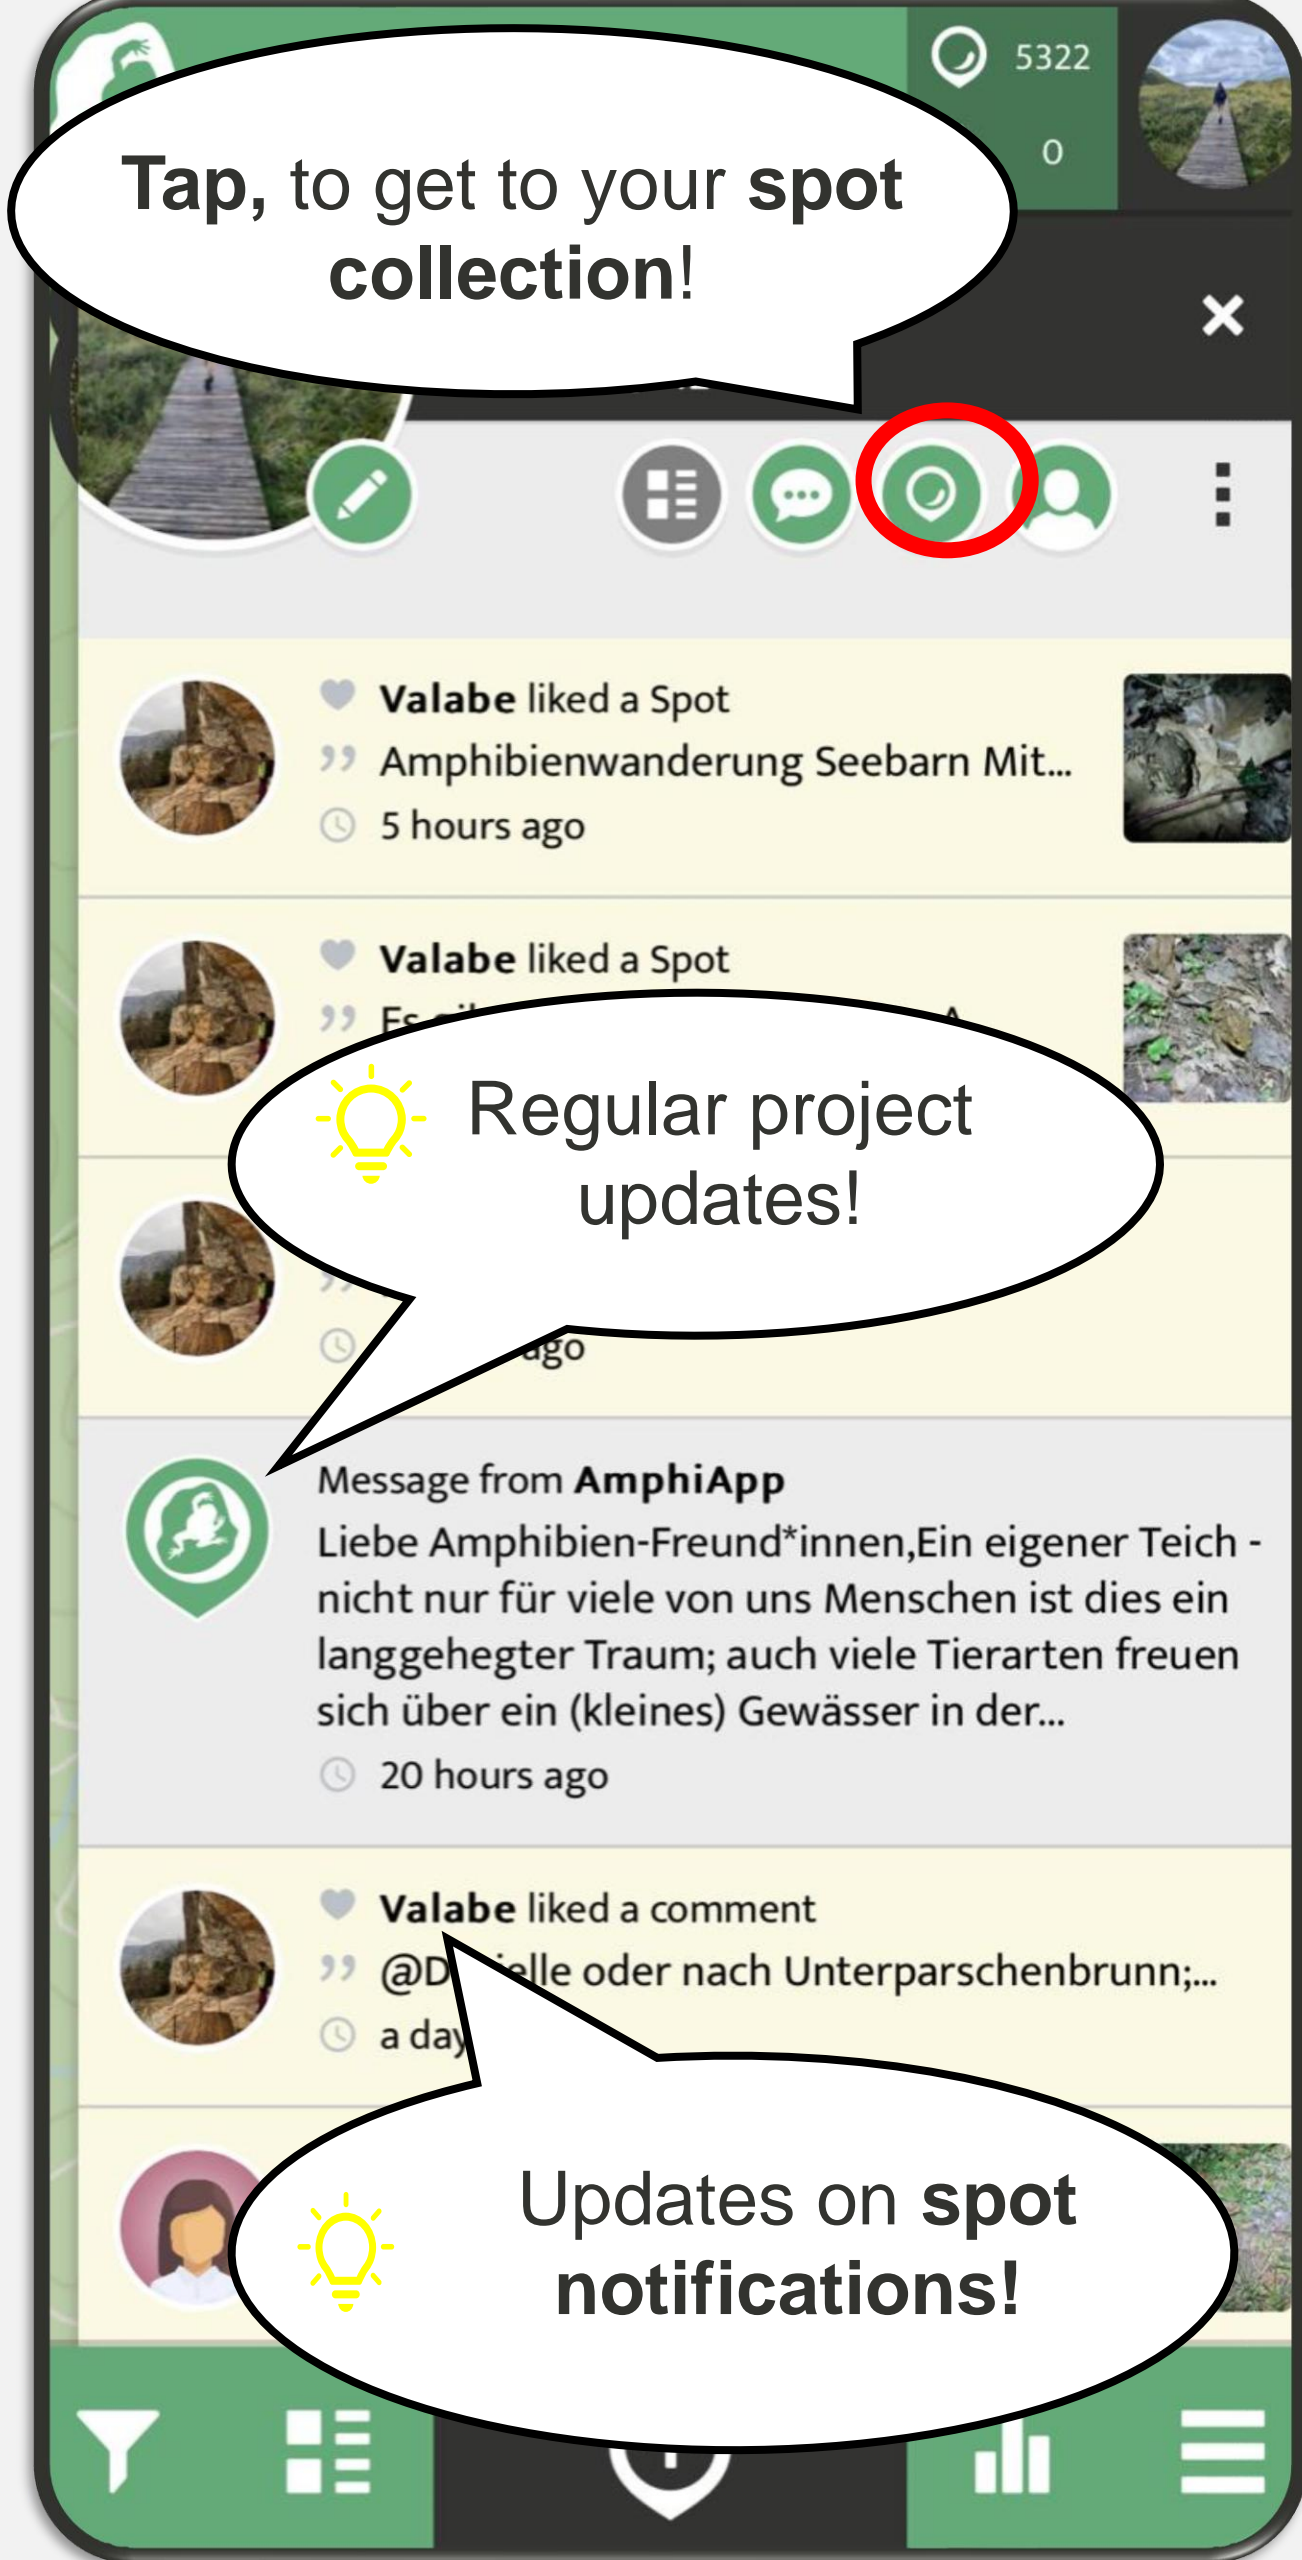 5322
0
Tap, to get to your spot
collection!
Valabe liked a Spot
Amphibienwanderung Seebarn Mit...
5 hours ago
Valabe liked a Spot
Es
Regular project
updates!
ago
Message from AmphiApp
Liebe Amphibien-Freund*innen,Ein eigener Teich -
nicht nur für viele von uns Menschen ist dies ein
langgehegter Traum; auch viele Tierarten freuen
sich über ein (kleines) Gewässer in der...
20 hours ago
Valabe liked a comment
oder nach Unterparschenbrunn;...
a day
Updates on spot
notifications!